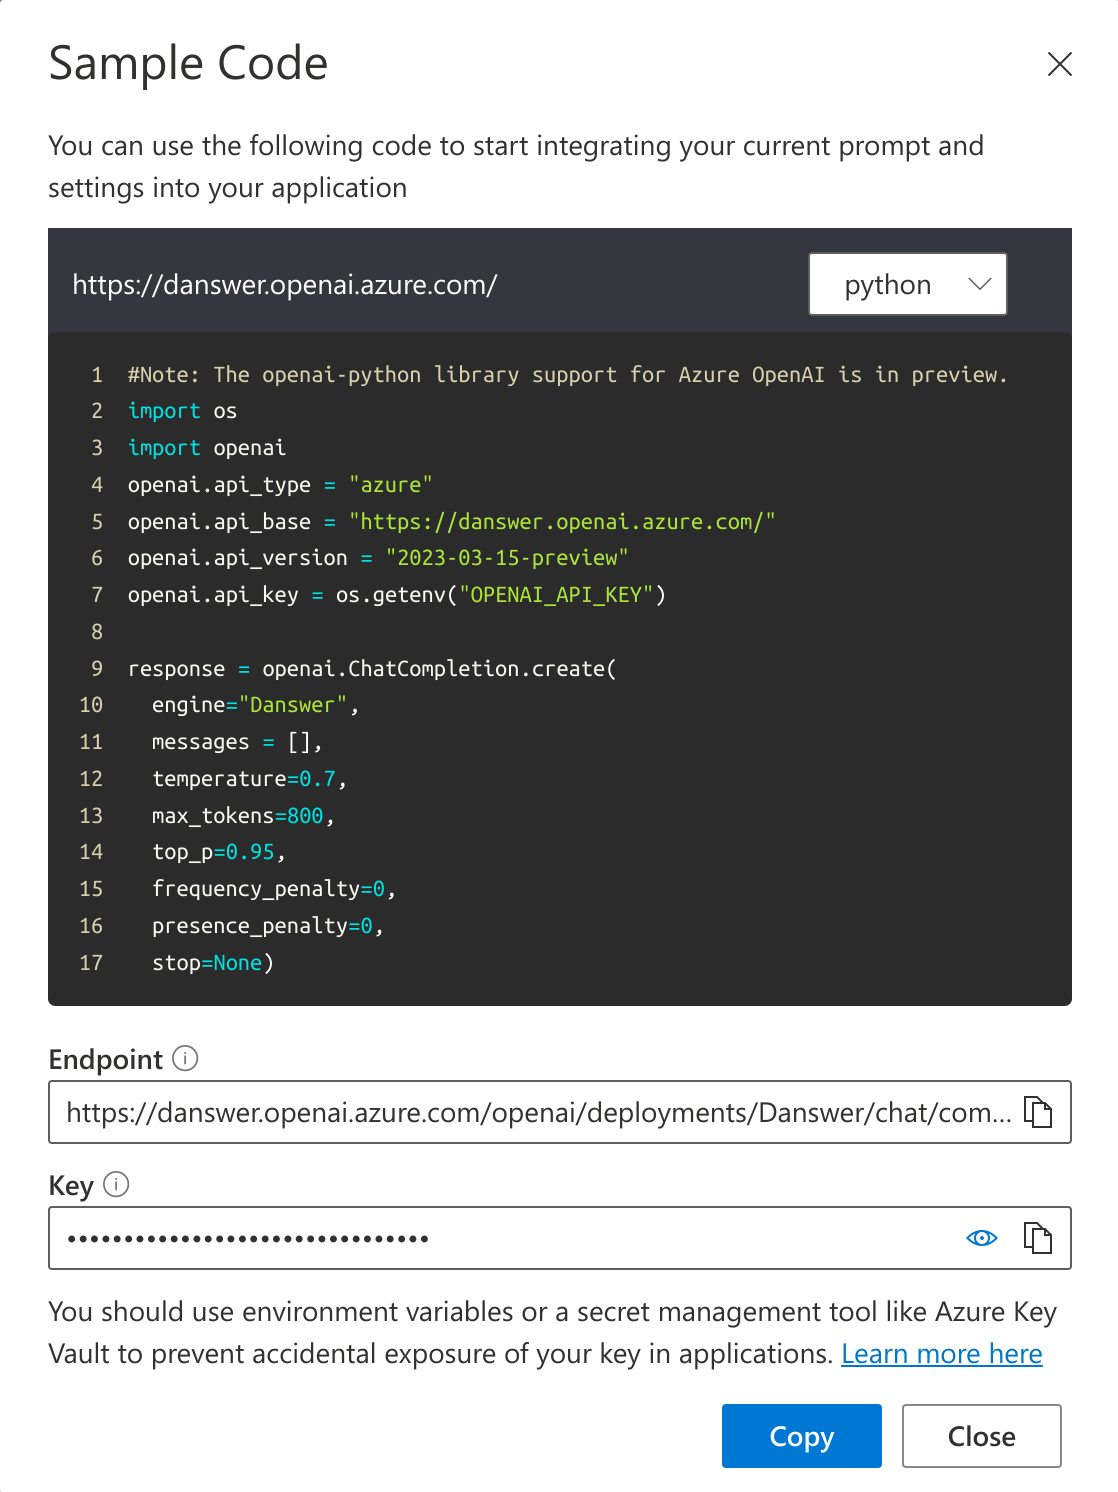 Sample Code
You can use the following code to start integrating your current prompt and
settings into your application
https://danswer.openai.azure.com/
python
1 #Note: The openai-python library support for Azure OpenAI is in preview.
2 import os
3 import openai
4 openai.api_type = "azure"
5 openai.api_base = "https://danswer.openai.azure.com/"
6 openai.api_version = "2023-03-15-preview"
7 openai.api_key = os.getenv("OPENAI_API_KEY")
8
9 response = openai.ChatCompletion.create(
10   engine="Danswer",
11   messages = [],
12   temperature=0.7,
13   max_tokens=800,
14   top_p=0.95,
15   frequency_penalty=0,
16   presence_penalty=0,
17   stop=None)
Endpoint
https://danswer.openai.azure.com/openai/deployments/Danswer/chat/com...
Key
••••••••••••••••••••••••••••••••
You should use environment variables or a secret management tool like Azure Key
Vault to prevent accidental exposure of your key in applications. Learn more here
Copy
Close